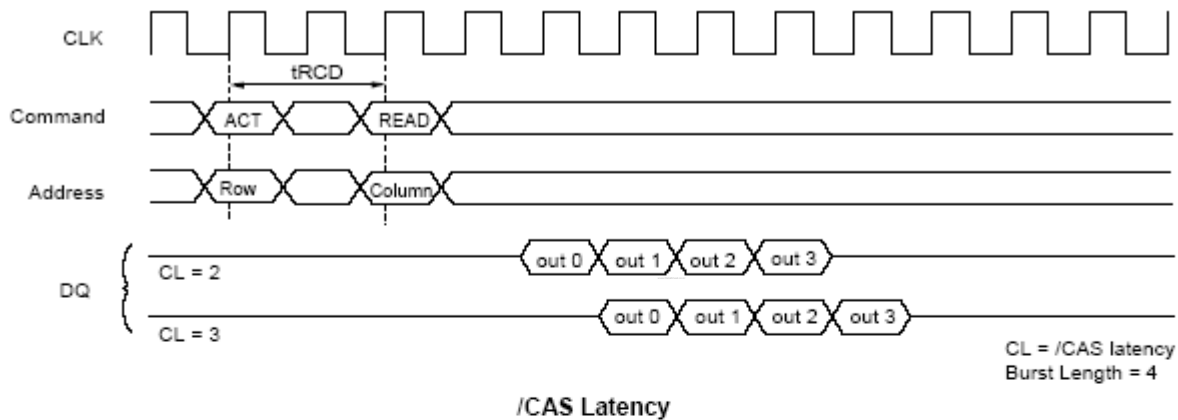 CLK
tRCD
Command
ACT
READ
Address
Row
Column
DQ
CL = 2
out 0 out 1 out 2 out 3
CL = 3
out 0 out 1 out 2 out 3
CL = /CAS latency
Burst Length = 4
/CAS Latency